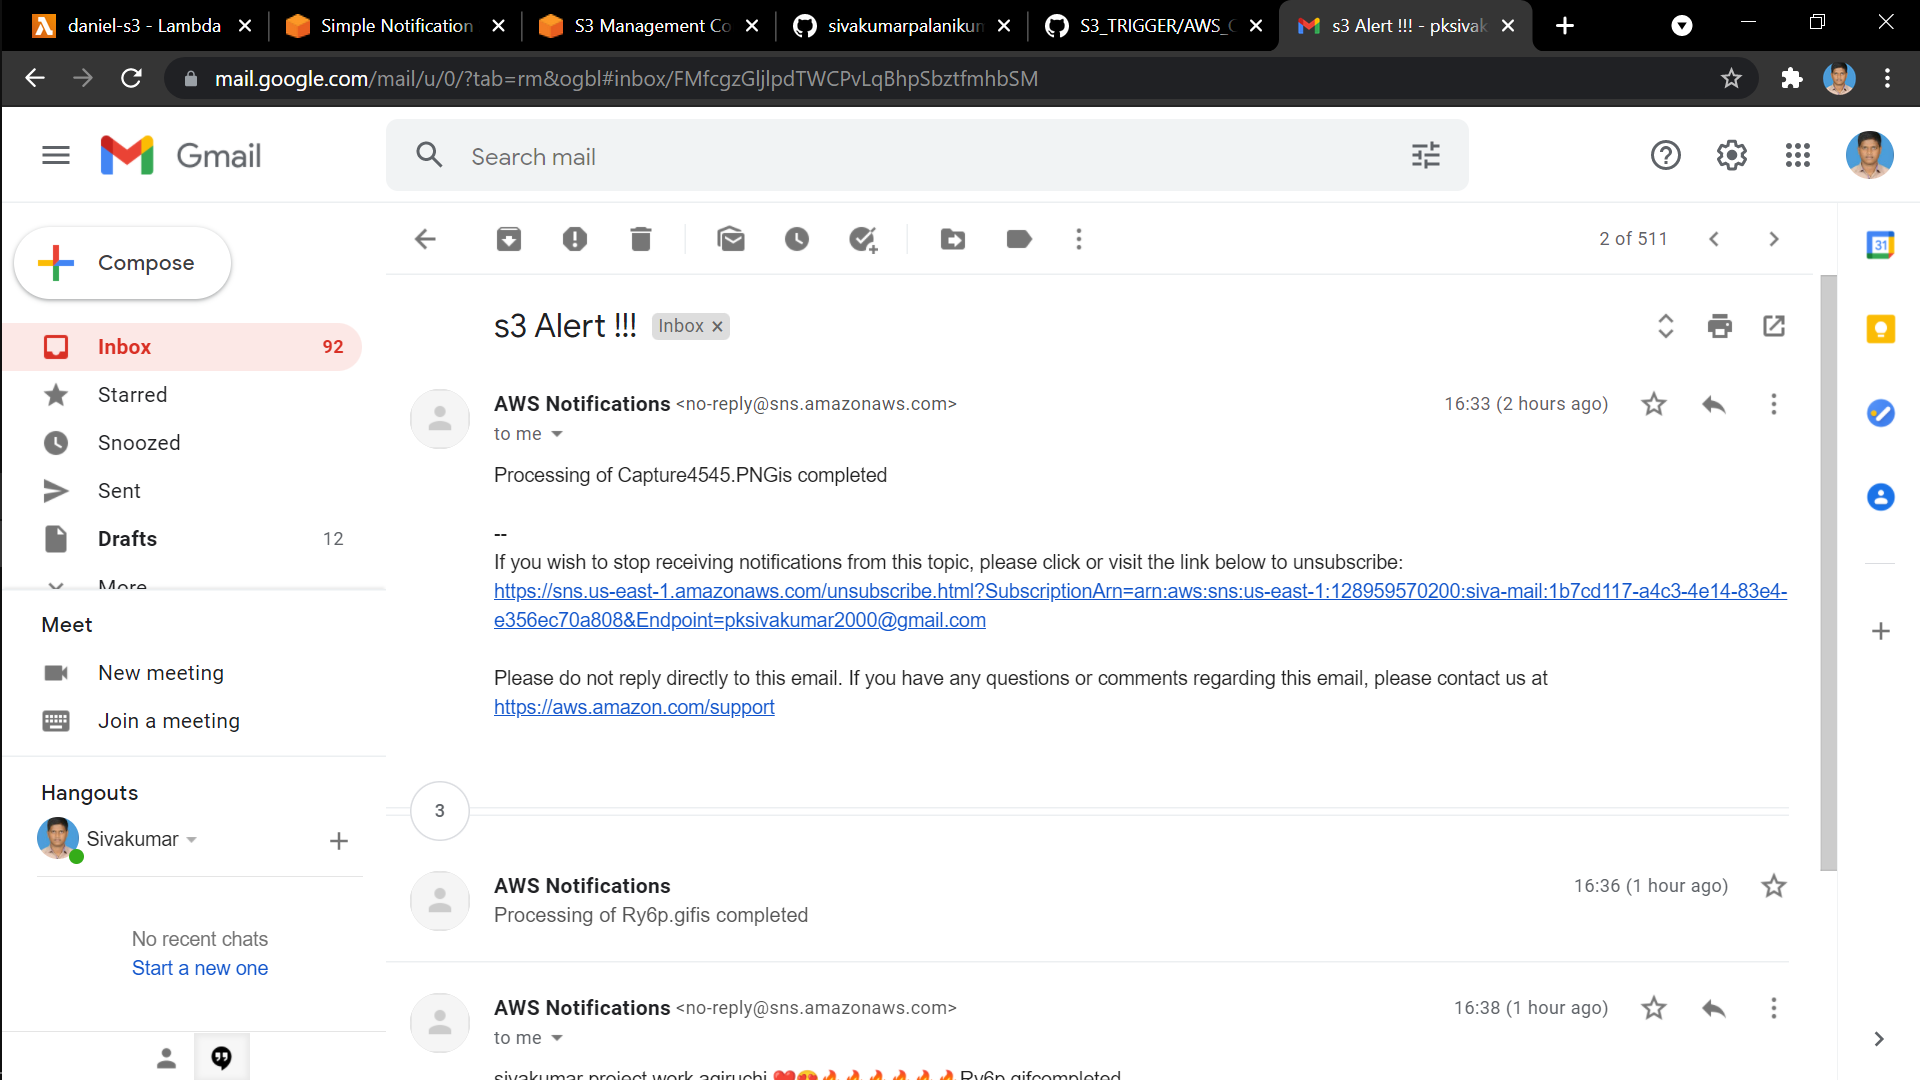 daniel-s3 - Lambda
Simple Notification
S3 Management Co
sivakumarpalanikun
S3_TRIGGER/AWS_
s3 Alert !!! - pksivak
mail.google.com/mail/u/0/?tab=rm&ogbl#inbox/FMfcgzGljlpdTWCPvLqBhpSbztfmhbSM
Gmail
Search mail
Compose
2 of 511
31
Inbox 92
Starred
Snoozed
Sent
Drafts 12
More
Meet
New meeting
Join a meeting
Hangouts
Sivakumar
No recent chats
Start a new one
s3 Alert !!! Inbox
AWS Notifications <no-reply@sns.amazonaws.com> 16:33 (2 hours ago)
to me
Processing of Capture4545.PNGis completed
--
If you wish to stop receiving notifications from this topic, please click or visit the link below to unsubscribe:
https://sns.us-east-1.amazonaws.com/unsubscribe.html?SubscriptionArn=arn:aws:sns:us-east-1:128959570200:siva-mail:1b7cd117-a4c3-4e14-83e4-
e356ec70a808&Endpoint=pksivakumar2000@gmail.com
Please do not reply directly to this email. If you have any questions or comments regarding this email, please contact us at
https://aws.amazon.com/support
3
AWS Notifications 16:36 (1 hour ago)
Processing of Ry6p.gifis completed
AWS Notifications <no-reply@sns.amazonaws.com> 16:38 (1 hour ago)
to me
sivakumar project work agiruchi ❤️😍🔥🔥🔥🔥🔥🔥Ry6p.gifcompleted